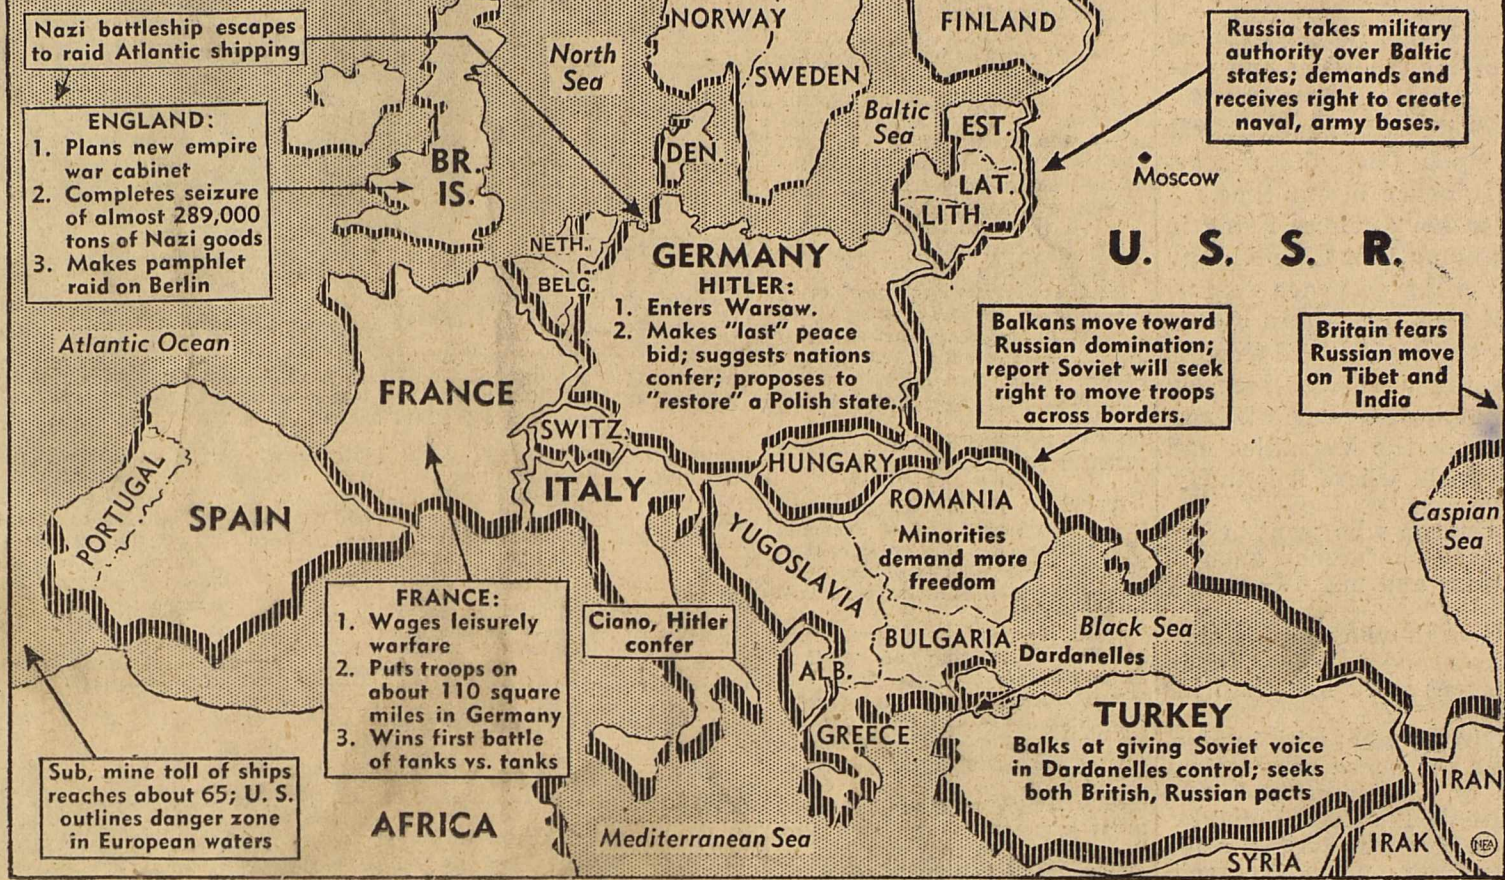 Nazi battleship escapes
to raid Atlantic shipping
North
Sea
NORWAY
SWEDEN
FINLAND
Russia takes military
authority over Baltic
states; demands and
receives right to create
naval, army bases.
ENGLAND:
1. Plans new empire
war cabinet
2. Completes seizure
of almost 289,000
tons of Nazi goods
3. Makes pamphlet
raid on Berlin
BR.
IS.
DEN.
Baltic
Sea
EST.
LAT.
LITH.
Moscow
U. S. S. R.
NETH.
BELG.
GERMANY
HITLER:
1. Enters Warsaw.
2. Makes "last" peace
bid; suggests nations
confer; proposes to
"restore" a Polish state.
Balkans move toward
Russian domination;
report Soviet will seek
right to move troops
across borders.
Britain fears
Russian move
on Tibet and
India
Atlantic Ocean
FRANCE
SWITZ.
HUNGARY
ITALY
ROMANIA
Minorities
demand more
freedom
PORTUGAL
SPAIN
YUGOSLAVIA
Caspian
Sea
FRANCE:
1. Wages leisurely
warfare
2. Puts troops on
about 110 square
miles in Germany
3. Wins first battle
of tanks vs. tanks
Ciano, Hitler
confer
BULGARIA
Black Sea
Dardanelles
ALB.
GREECE
TURKEY
Balks at giving Soviet voice
in Dardanelles control; seeks
both British, Russian pacts
Sub, mine toll of ships
reaches about 65; U. S.
outlines danger zone
in European waters
AFRICA
Mediterranean Sea
SYRIA
IRAK
IRAN
NEA